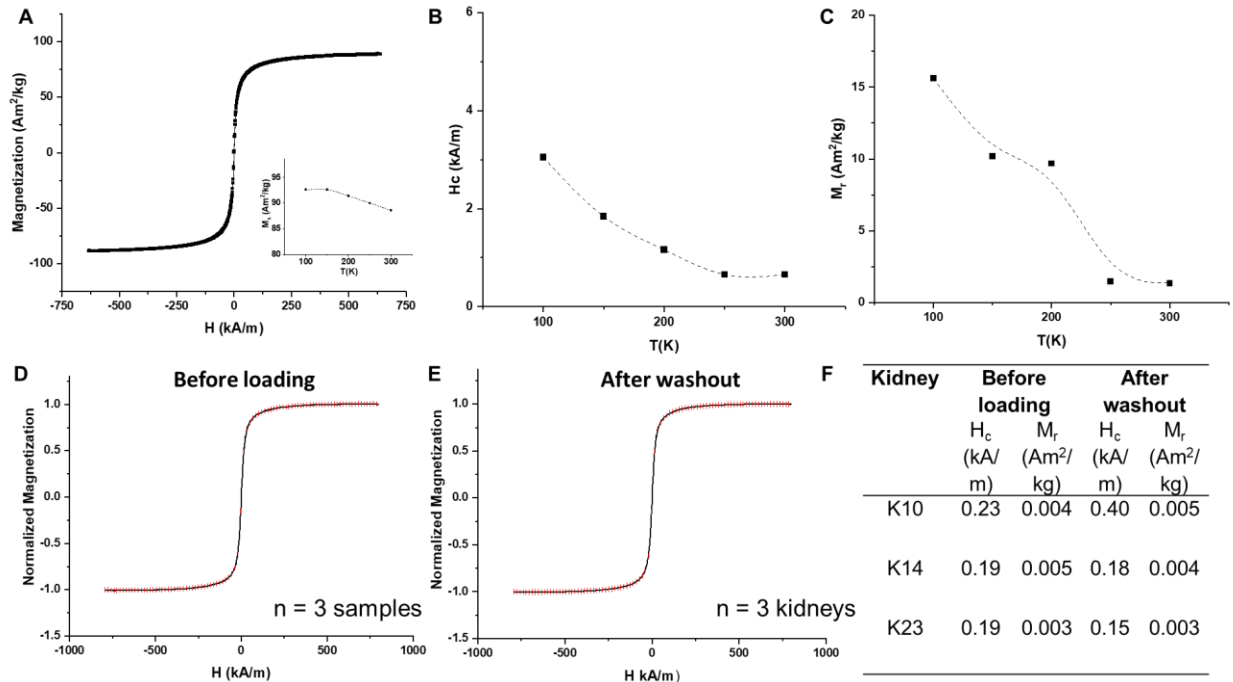 A
Magnetization (Am²/kg)
100
50
0
-50
-100
-750
-500
-250
0
250
500
750
H (kA/m)
Mₛ (Am²/kg)
95
90
85
80
100
200
300
T(K)
B
Hc (kA/m)
6
4
2
0
100
150
200
250
300
T(K)
C
Mᵣ (Am²/kg)
20
15
10
5
0
100
150
200
250
300
T(K)
D
Before loading
Normalized Magnetization
1.0
0.5
0.0
-0.5
-1.0
-1.5
-1000
-500
0
500
1000
H (kA/m)
n = 3 samples
E
After washout
Normalized Magnetization
1.0
0.5
0.0
-0.5
-1.0
-1.5
-1000
-500
0
500
1000
H kA/m)
n = 3 kidneys
F
Kidney Before After
loading washout
H꜀ Mᵣ H꜀ Mᵣ
(kA/ (Am²/ (kA/ (Am²/
m) kg) m) kg)
K10 0.23 0.004 0.40 0.005
K14 0.19 0.005 0.18 0.004
K23 0.19 0.003 0.15 0.003